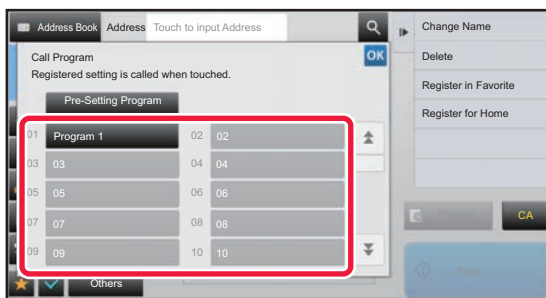 Address Book Address Touch to input Address
Call Program
OK
Registered setting is called when touched.
Pre-Setting Program
01 Program 1 02 02
03 03 04 04
05 05 06 06
07 07 08 08
09 09 10 10
Others
Change Name
Delete
Register in Favorite
Register for Home
Preview
CA
Start